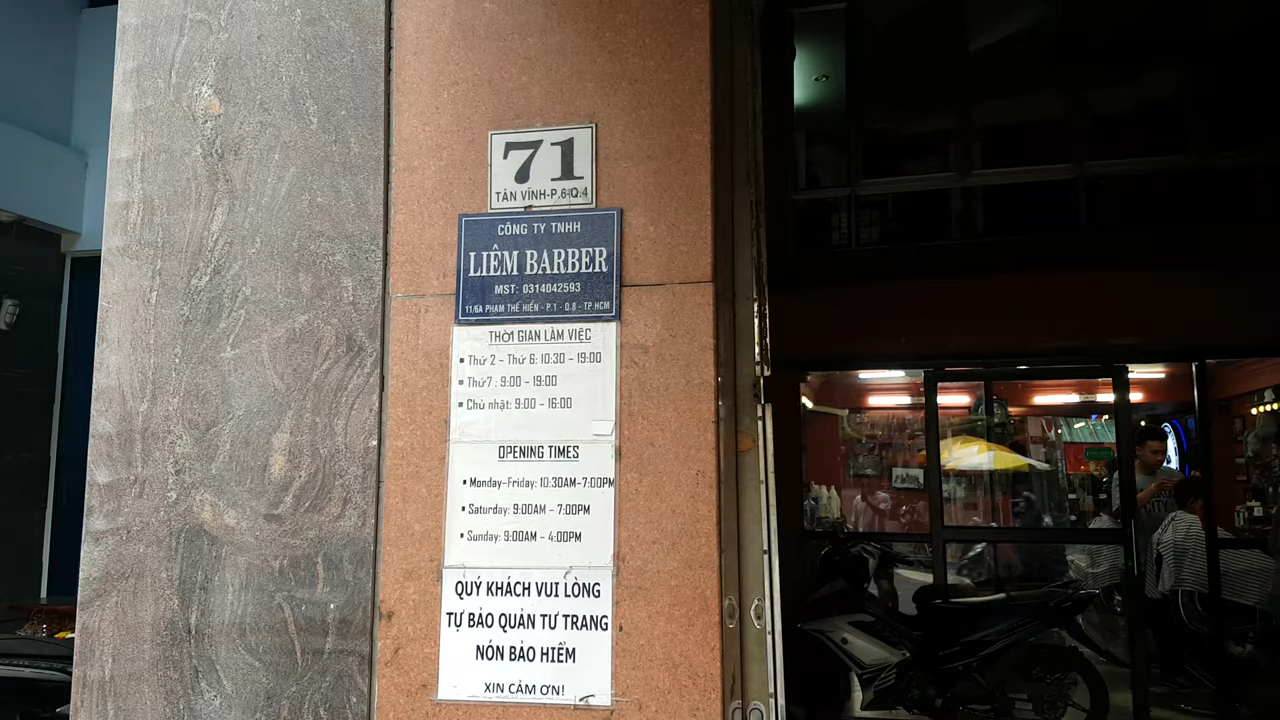 71
TÂN VĨNH-P.6-Q.4
CÔNG TY TNHH
LIÊM BARBER
MST: 0314042593
11/6A PHẠM THẾ HIỂN - P.1 - Q.8 - TP.HCM
THỜI GIAN LÀM VIỆC
▪ Thứ 2 - Thứ 6: 10:30 - 19:00
▪ Thứ7 : 9:00 - 19:00
▪ Chủ nhật: 9:00 - 16:00
OPENING TIMES
▪ Monday-Friday: 10:30AM-7:00PM
▪ Saturday: 9:00AM - 7:00PM
▪ Sunday: 9:00AM - 4:00PM
QUÝ KHÁCH VUI LÒNG
TỰ BẢO QUẢN TƯ TRANG
NÓN BẢO HIỂM
XIN CẢM ƠN!